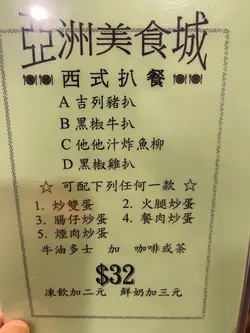 亞洲美食城
西式扒餐
A 吉列豬扒
B 黑椒牛扒
C 他他汁炸魚柳
D 黑椒雞扒
☆ 可配下列任何一款 ☆
1. 炒雙蛋 2. 火腿炒蛋
3. 腸仔炒蛋 4. 餐肉炒蛋
5. 煙肉炒蛋
牛油多士 加 咖啡或茶
$32
凍飲加二元 鮮奶加三元